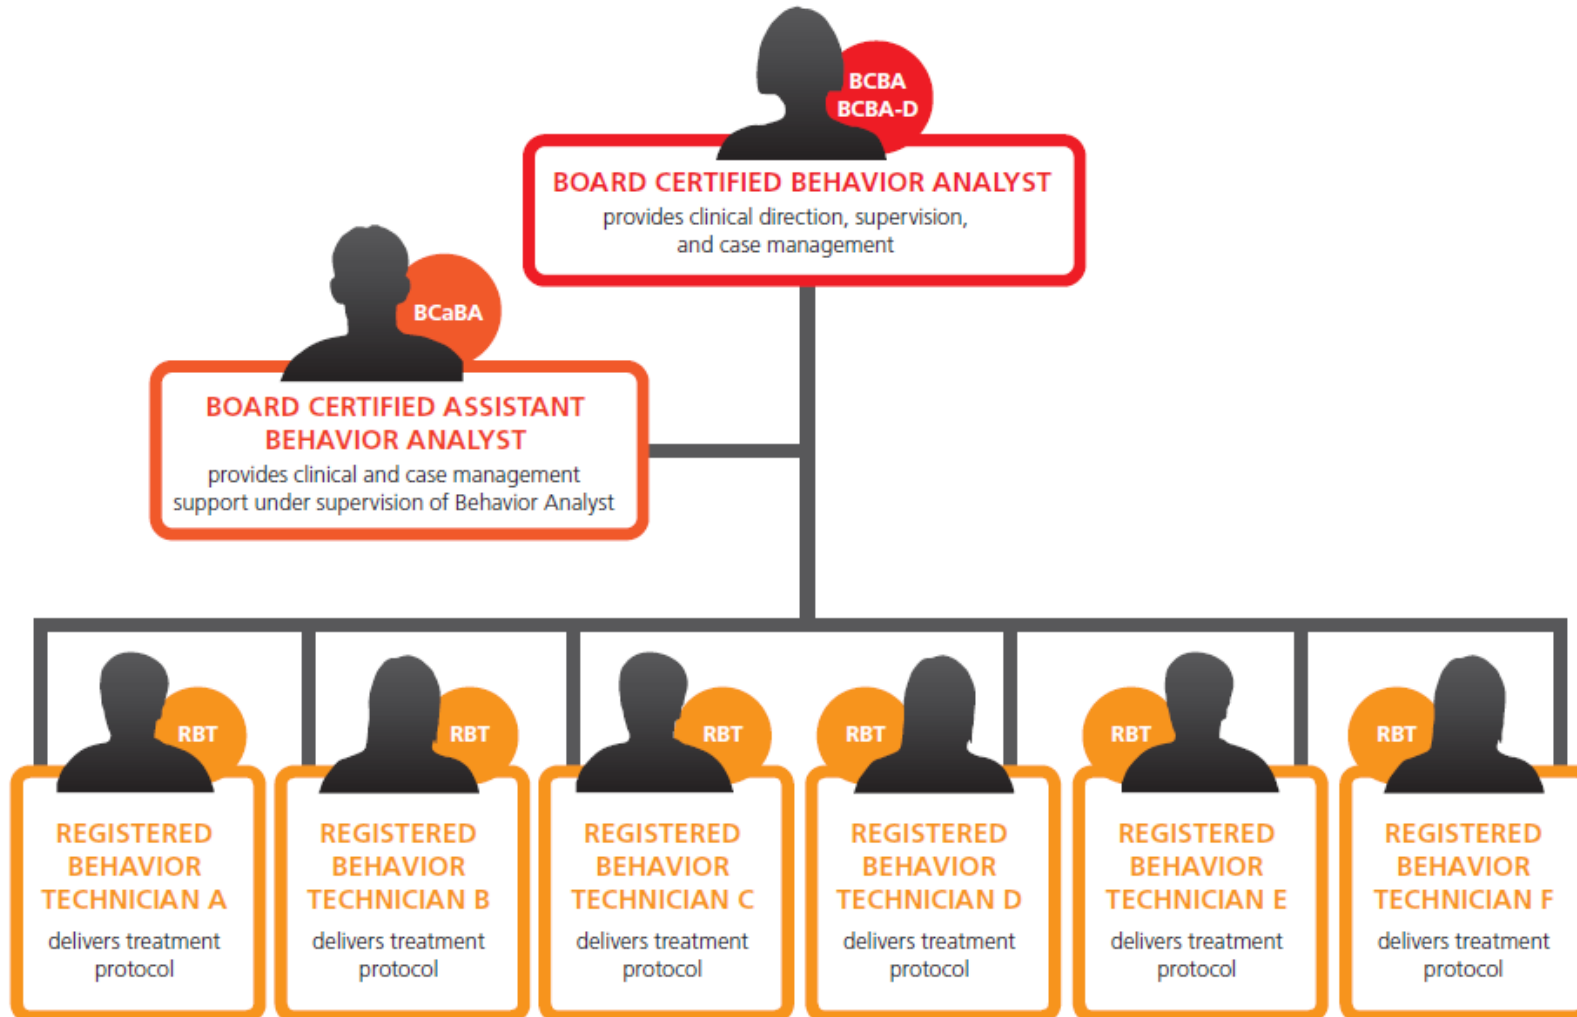 BCBA
BCBA-D
BOARD CERTIFIED BEHAVIOR ANALYST
provides clinical direction, supervision,
and case management
BCaBA
BOARD CERTIFIED ASSISTANT
BEHAVIOR ANALYST
provides clinical and case management
support under supervision of Behavior Analyst
RBT
REGISTERED
BEHAVIOR
TECHNICIAN A
delivers treatment
protocol
RBT
REGISTERED
BEHAVIOR
TECHNICIAN B
delivers treatment
protocol
RBT
REGISTERED
BEHAVIOR
TECHNICIAN C
delivers treatment
protocol
RBT
REGISTERED
BEHAVIOR
TECHNICIAN D
delivers treatment
protocol
RBT
REGISTERED
BEHAVIOR
TECHNICIAN E
delivers treatment
protocol
RBT
REGISTERED
BEHAVIOR
TECHNICIAN F
delivers treatment
protocol